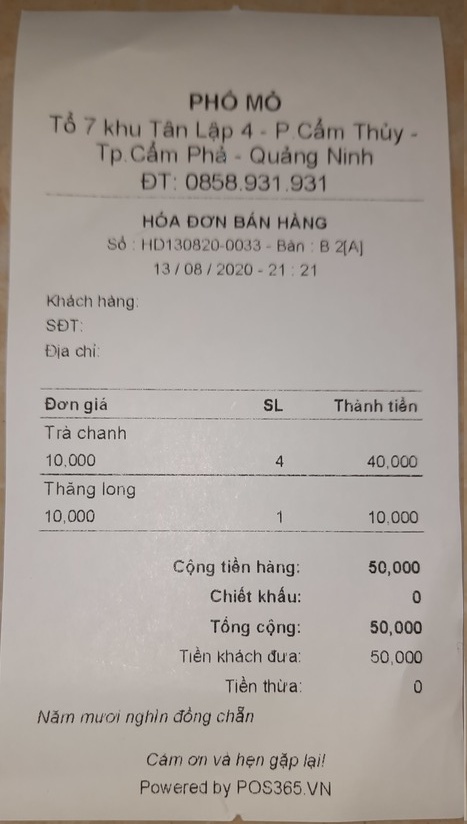 PHÔ MÔ
Tổ 7 khu Tân Lập 4 - P.Cẩm Thủy -
Tp.Cẩm Phả - Quảng Ninh
ĐT: 0858.931.931
HÓA ĐƠN BÁN HÀNG
Số : HD130820-0033 - Bàn : B 2[A]
13 / 08 / 2020 - 21 : 21
Khách hàng:
SĐT:
Địa chỉ:
Đơn giá SL Thành tiền
Trà chanh
10,000 4 40,000
Thăng long
10,000 1 10,000
Cộng tiền hàng: 50,000
Chiết khấu: 0
Tổng cộng: 50,000
Tiền khách đưa: 50,000
Tiền thừa: 0
Năm mươi nghìn đồng chẵn
Cảm ơn và hẹn gặp lại!
Powered by POS365.VN